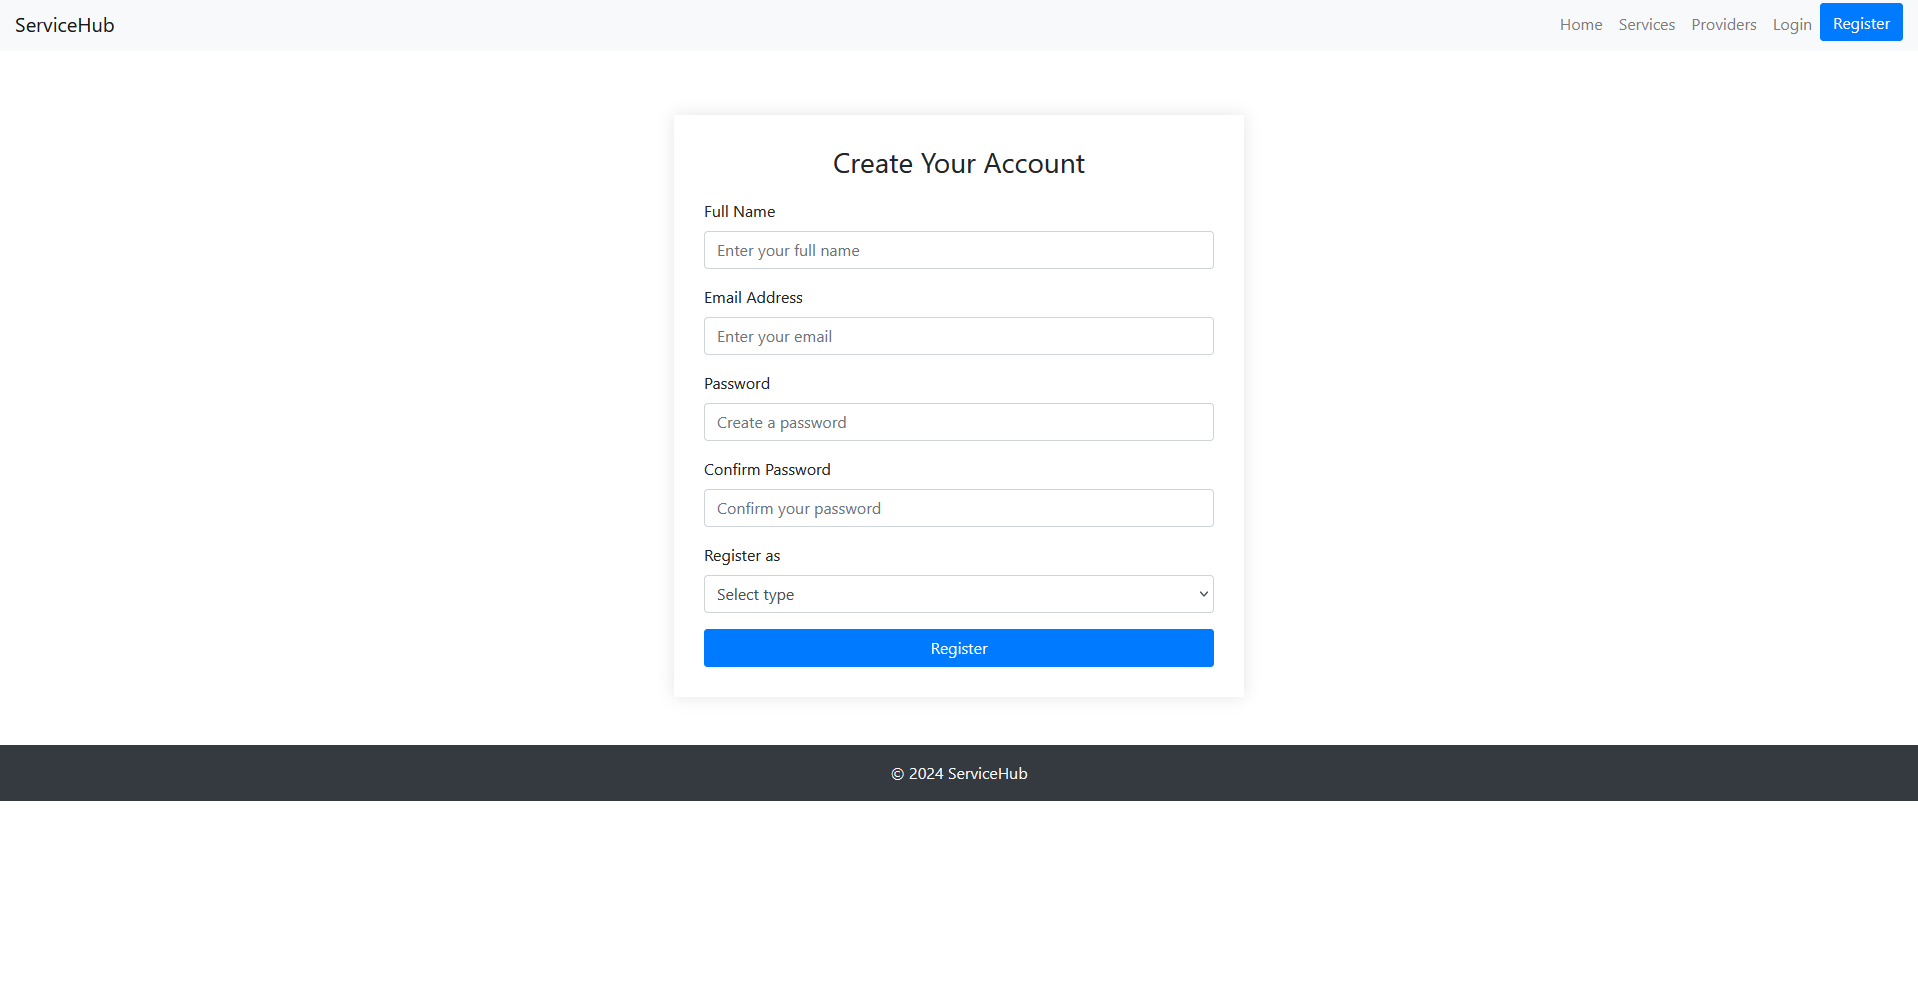 ServiceHub
Home Services Providers Login Register
Create Your Account
Full Name
Enter your full name
Email Address
Enter your email
Password
Create a password
Confirm Password
Confirm your password
Register as
Select type
Register
© 2024 ServiceHub